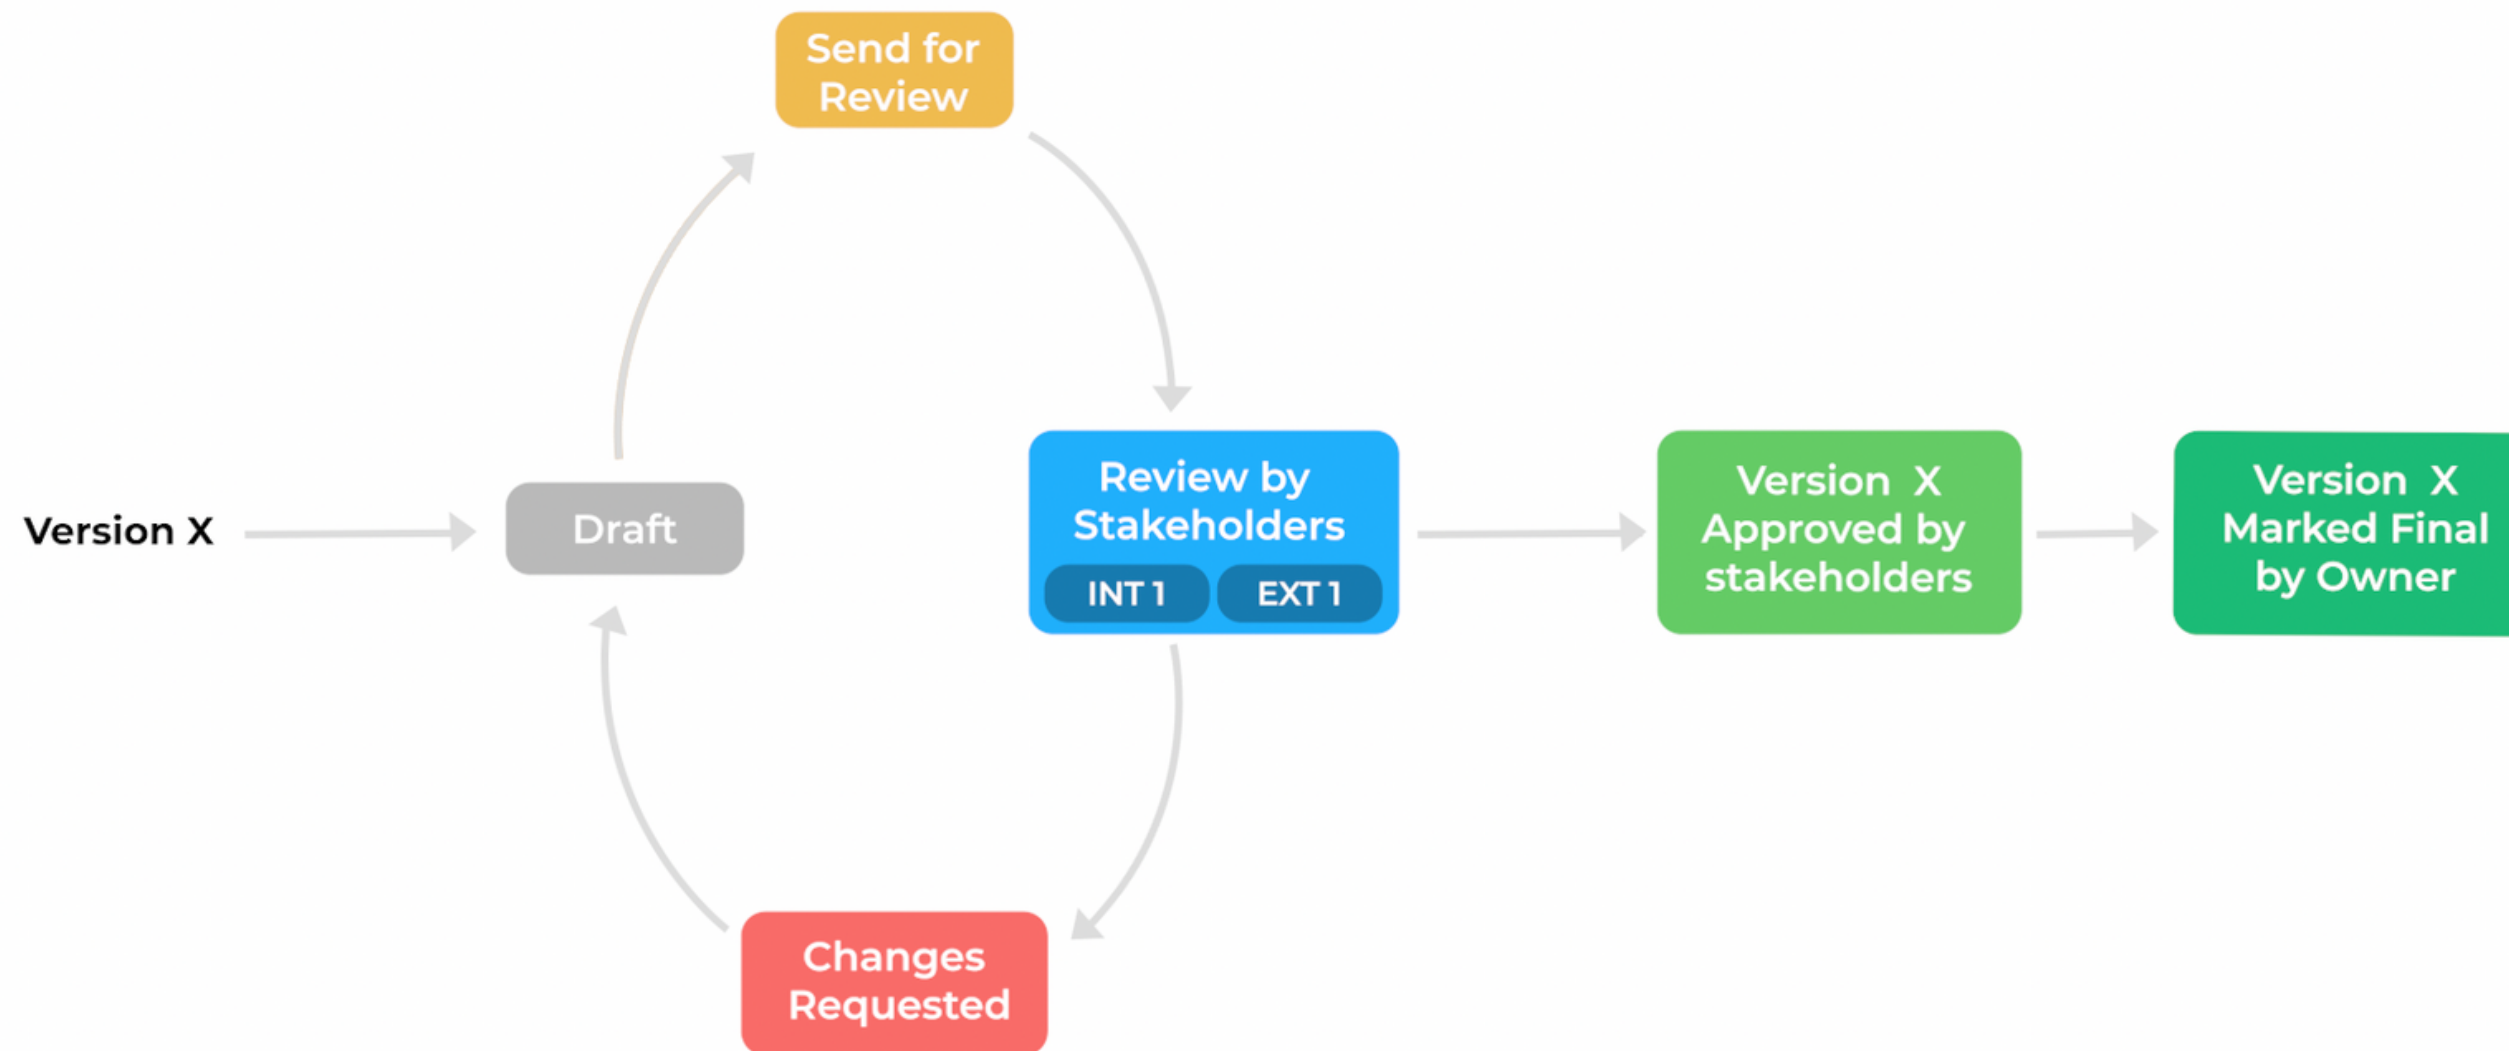 Send for
Review
Version X
Draft
Review by
Stakeholders
INT 1
EXT 1
Version X
Approved by
stakeholders
Version X
Marked Final
by Owner
Changes
Requested